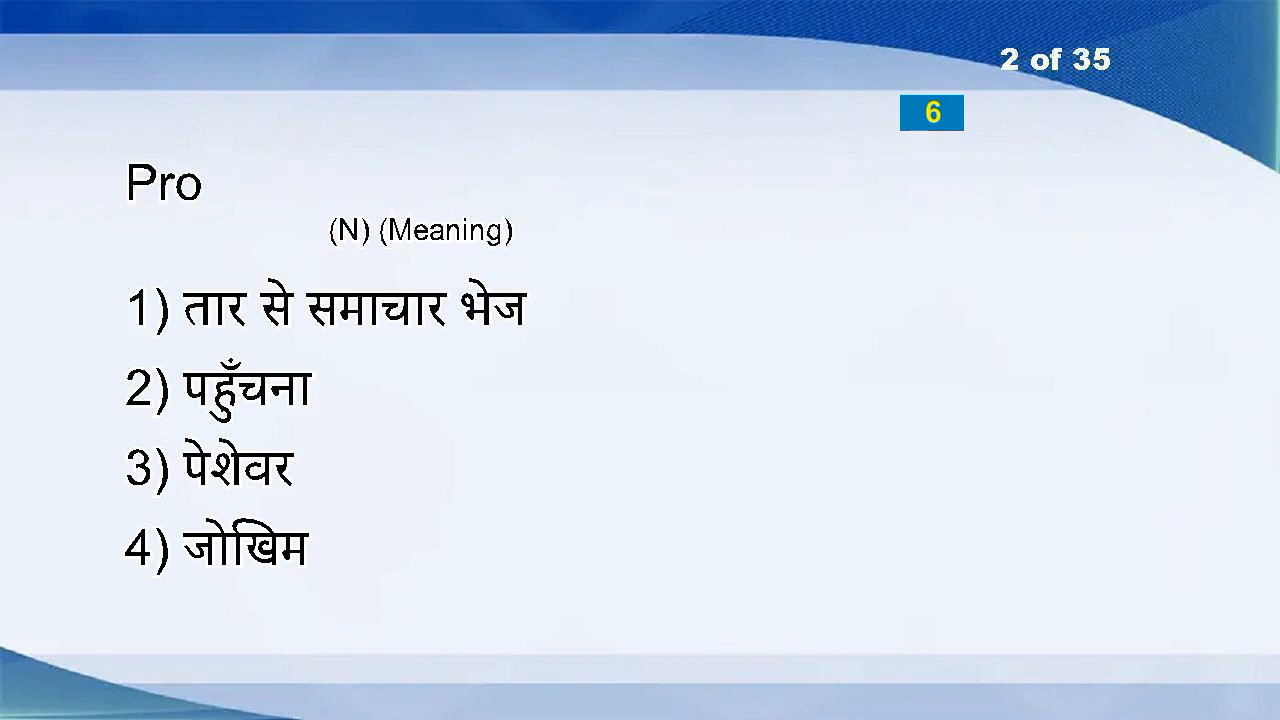 2 of 35
6
Pro
(N) (Meaning)
1) तार से समाचार भेज
2) पहुँचना
3) पेशेवर
4) जोखिम